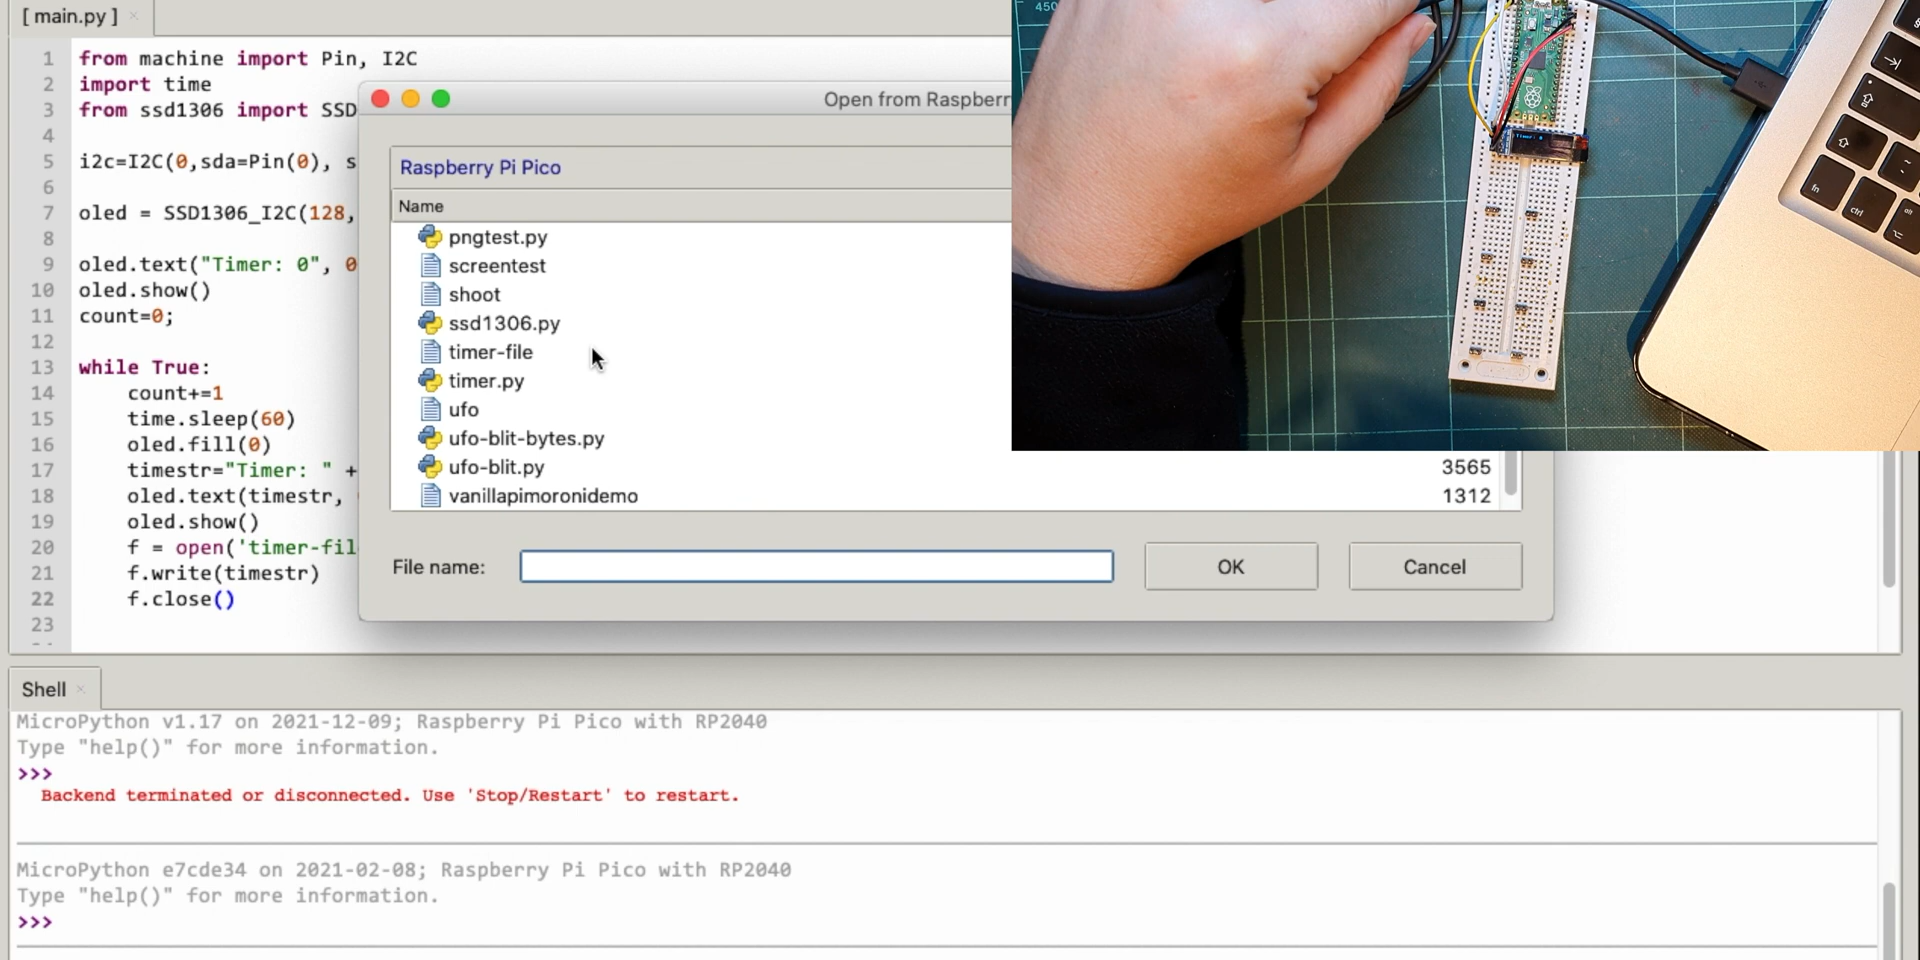 [ main.py ]
1 from machine import Pin, I2C
2 import time
3 from ssd1306 import SSD
4
5 i2c=I2C(0,sda=Pin(0), s
6
7 oled = SSD1306_I2C(128,
8
9 oled.text("Timer: 0", 0
10 oled.show()
11 count=0;
12
13 while True:
14 count+=1
15 time.sleep(60)
16 oled.fill(0)
17 timestr="Timer: " +
18 oled.text(timestr,
19 oled.show()
20 f = open('timer-fil
21 f.write(timestr)
22 f.close()
23
Open from Raspberr
Raspberry Pi Pico
Name
pngtest.py
screentest
shoot
ssd1306.py
timer-file
timer.py
ufo
ufo-blit-bytes.py
ufo-blit.py 3565
vanillapimoronidemo 1312
File name:
OK
Cancel
450
fn
ctrl
Shell
MicroPython v1.17 on 2021-12-09; Raspberry Pi Pico with RP2040
Type "help()" for more information.
>>>
Backend terminated or disconnected. Use 'Stop/Restart' to restart.
MicroPython e7cde34 on 2021-02-08; Raspberry Pi Pico with RP2040
Type "help()" for more information.
>>>